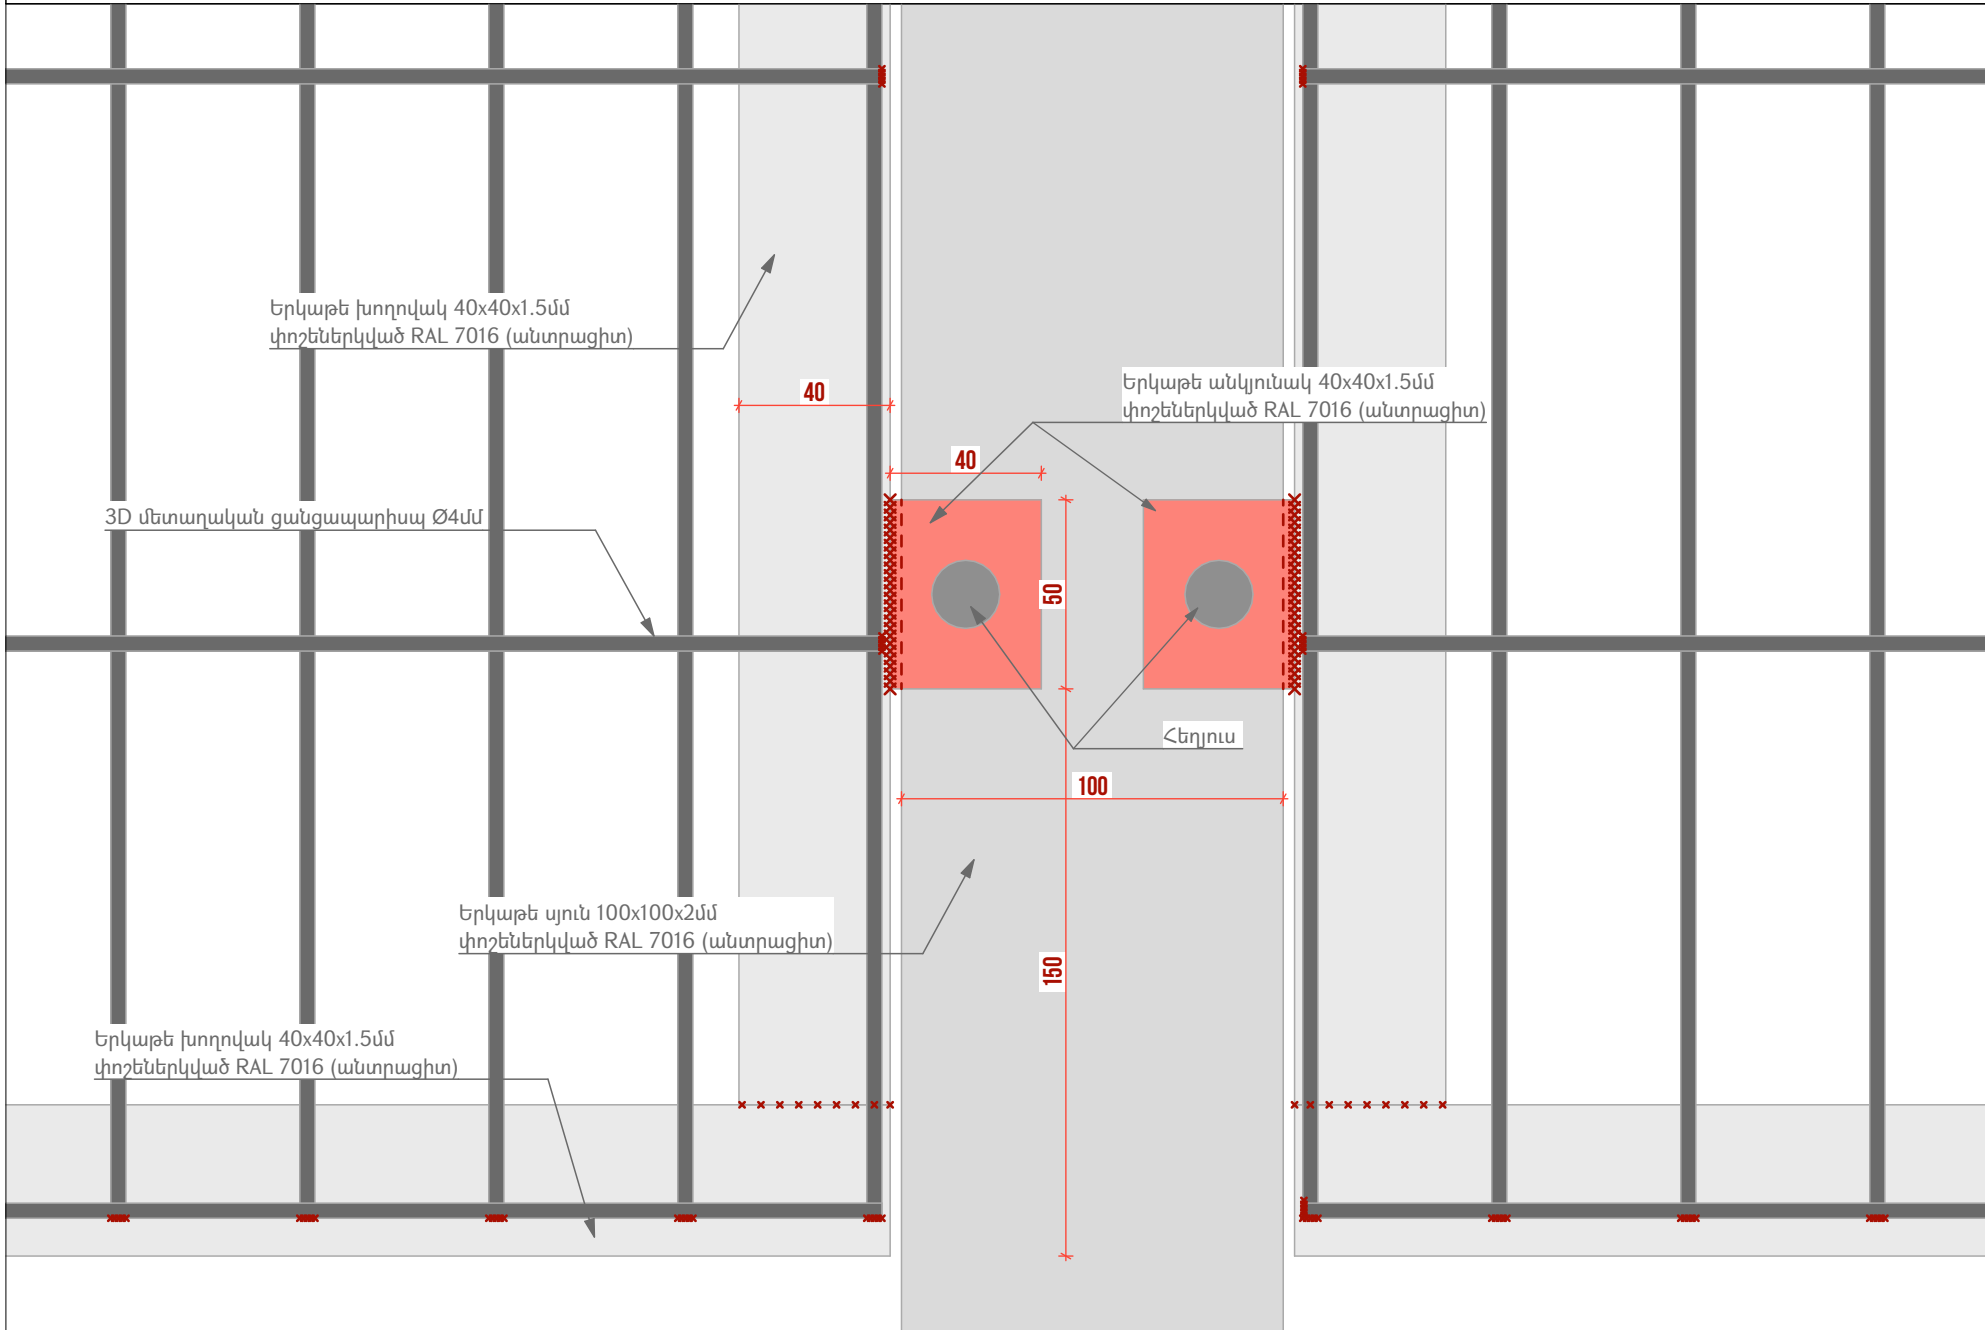 Երկաթե խողովակ 40x40x1.5մմ
փոշեներկված RAL 7016 (անտրացիտ)
40
Երկաթե անկյունակ 40x40x1.5մմ
փոշեներկված RAL 7016 (անտրացիտ)
40
3D մետաղական ցանցապարիսպ Ø4մմ
50
Հեղյուս
100
Երկաթե սյուն 100x100x2մմ
փոշեներկված RAL 7016 (անտրացիտ)
150
Երկաթե խողովակ 40x40x1.5մմ
փոշեներկված RAL 7016 (անտրացիտ)